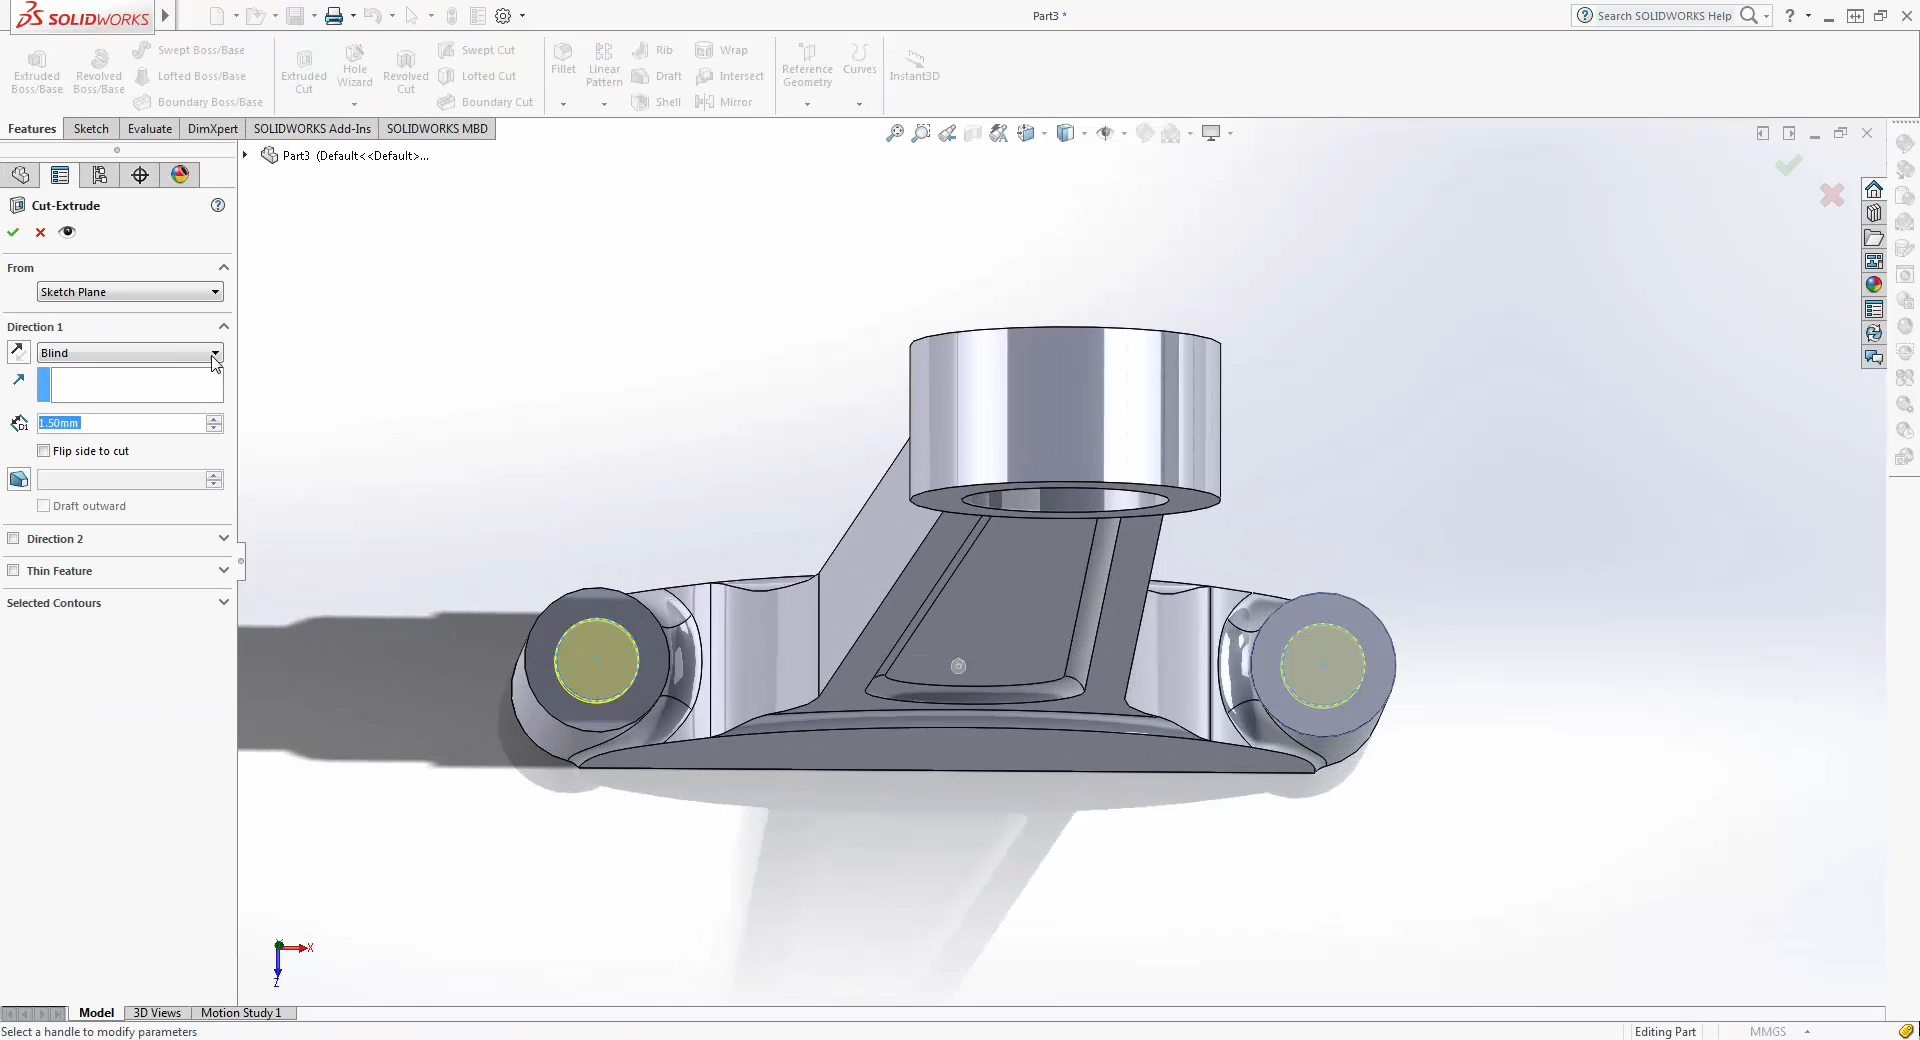 SOLIDWORKS
Part3 *
Search SOLIDWORKS Help
?
Extruded Boss/Base
Revolved Boss/Base
Swept Boss/Base
Lofted Boss/Base
Boundary Boss/Base
Extruded Cut
Hole Wizard
Revolved Cut
Swept Cut
Lofted Cut
Boundary Cut
Fillet
Linear Pattern
Rib
Draft
Shell
Wrap
Intersect
Mirror
Reference Geometry
Curves
Instant3D
Features
Sketch
Evaluate
DimXpert
SOLIDWORKS Add-Ins
SOLIDWORKS MBD
Part3 (Default<<Default>...
Cut-Extrude
?
From
Sketch Plane
Direction 1
Blind
D1
1.50mm
Flip side to cut
Draft outward
Direction 2
Thin Feature
Selected Contours
X
Z
Model
3D Views
Motion Study 1
Select a handle to modify parameters
Editing Part
MMGS